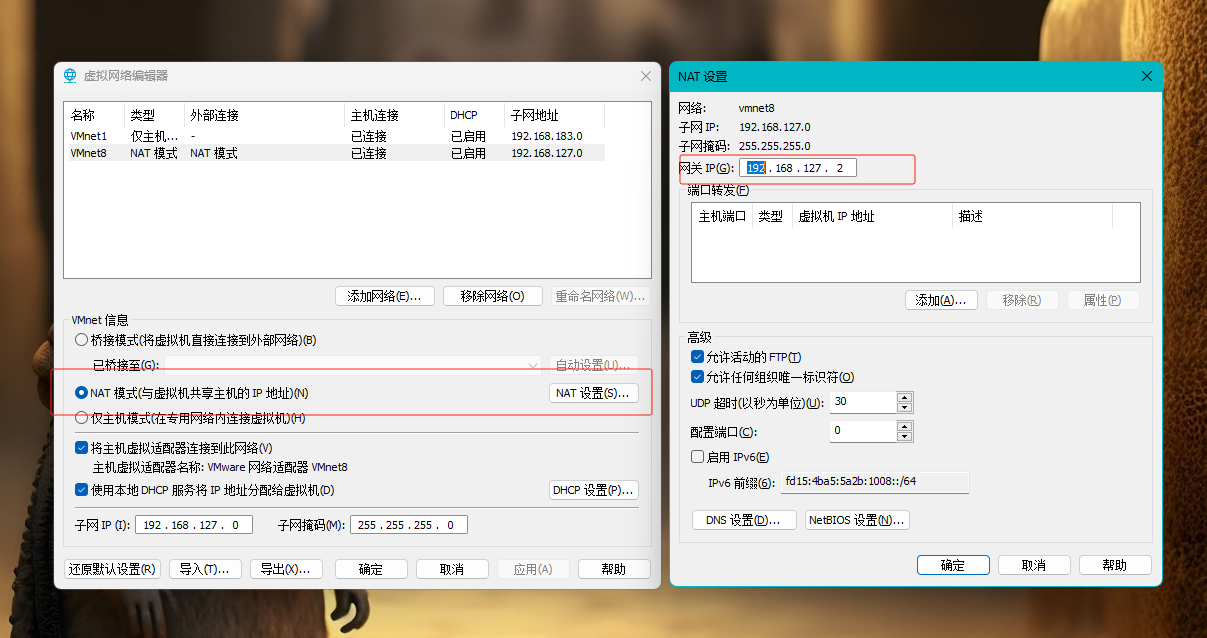 虚拟网络编辑器
名称 类型 外部连接 主机连接 DHCP 子网地址
VMnet1 仅主机... - 已连接 已启用 192.168.183.0
VMnet8 NAT 模式 NAT 模式 已连接 已启用 192.168.127.0
添加网络(E)... 移除网络(O) 重命名网络(W)...
VMnet 信息
桥接模式(将虚拟机直接连接到外部网络)(B)
已桥接至(G): 自动设置(U)...
NAT 模式(与虚拟机共享主机的 IP 地址)(N) NAT 设置(S)...
仅主机模式(在专用网络内连接虚拟机)(H)
将主机虚拟适配器连接到此网络(V)
主机虚拟适配器名称: VMware 网络适配器 VMnet8
使用本地 DHCP 服务将 IP 地址分配给虚拟机(D) DHCP 设置(P)...
子网 IP (I): 192 . 168 . 127 . 0 子网掩码(M): 255 . 255 . 255 . 0
还原默认设置(R) 导入(T)... 导出(X)... 确定 取消 应用(A) 帮助
NAT 设置
网络: vmnet8
子网 IP: 192.168.127.0
子网掩码: 255.255.255.0
网关 IP(G): 192 . 168 . 127 . 2
端口转发(F)
主机端口 类型 虚拟机 IP 地址 描述
添加(A)... 移除(R) 属性(P)
高级
允许活动的 FTP(T)
允许任何组织唯一标识符(O)
UDP 超时(以秒为单位)(U): 30
配置端口(C): 0
启用 IPv6(E)
IPv6 前缀(6): fd15:4ba5:5a2b:1008::/64
DNS 设置(D)... NetBIOS 设置(N)...
确定 取消 帮助